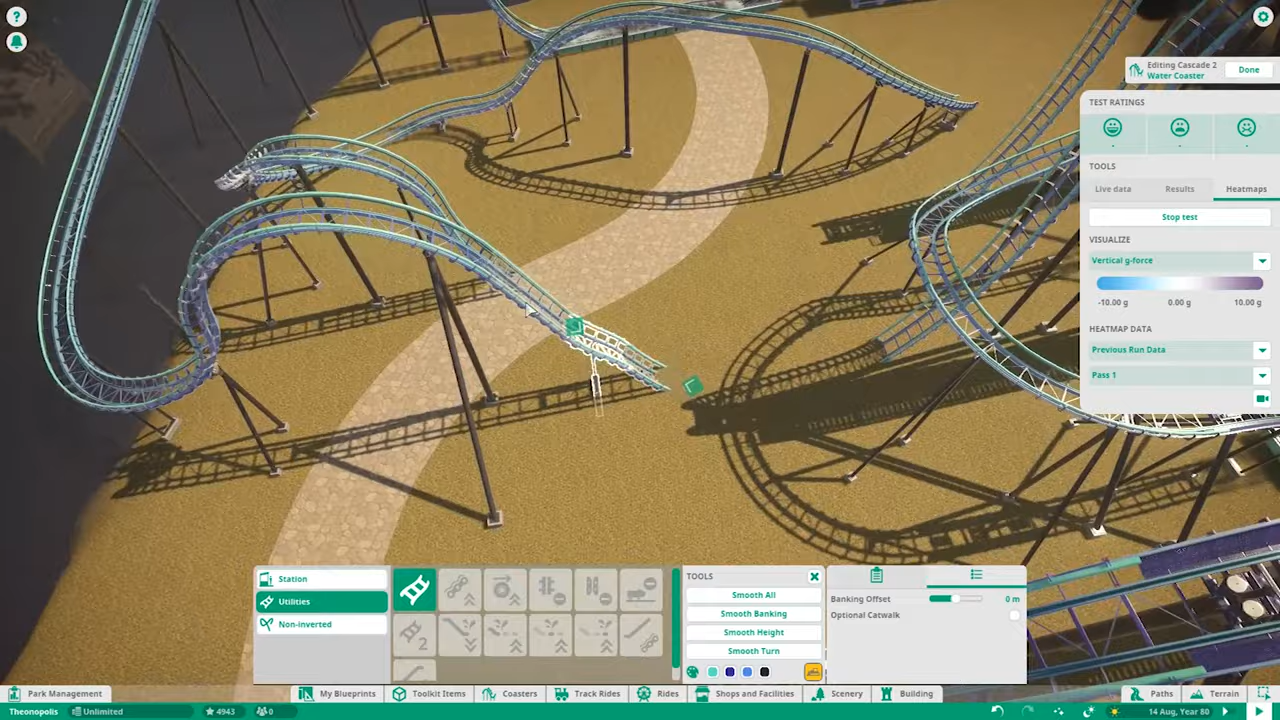 ?
Editing Cascade 2
Water Coaster
Done
TEST RATINGS
- - -
TOOLS
Live data Results Heatmaps
Stop test
VISUALIZE
Vertical g-force
-10.00 g 0.00 g 10.00 g
HEATMAP DATA
Previous Run Data
Pass 1
Station
Utilities
Non-inverted
2
TOOLS
Smooth All
Smooth Banking
Smooth Height
Smooth Turn
Banking Offset 0 m
Optional Catwalk
Park Management My Blueprints Toolkit Items Coasters Track Rides Rides Shops and Facilities Scenery Building Paths Terrain
Theonopolis Unlimited 4943 0 14 Aug, Year 80